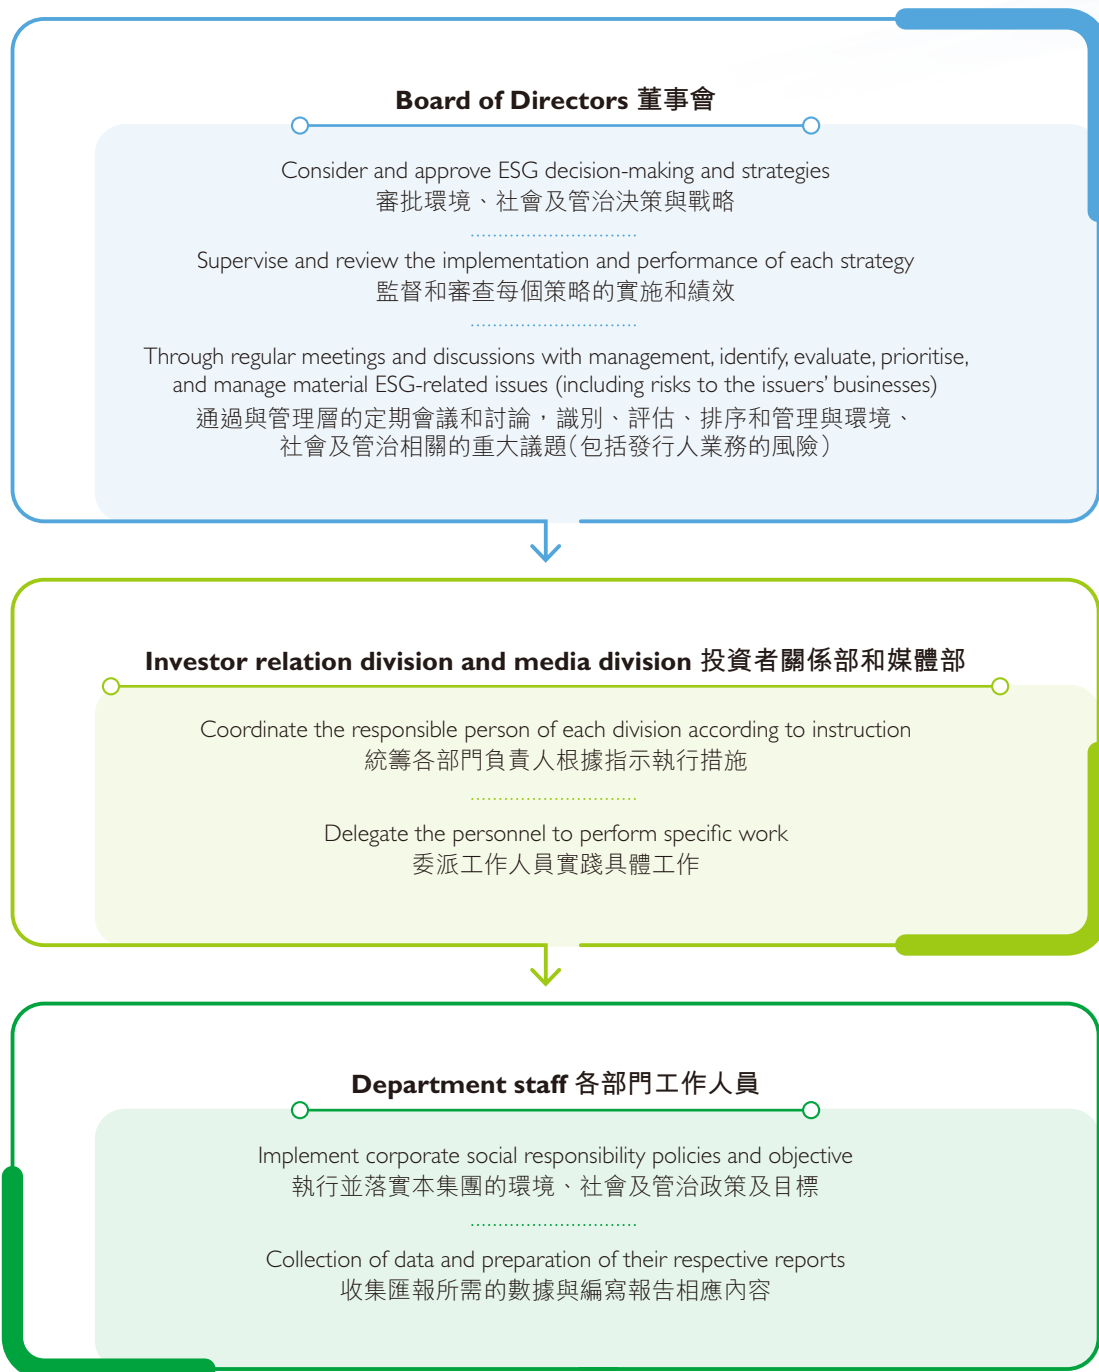 Board of Directors 董事會
Consider and approve ESG decision-making and strategies
審批環境、社會及管治決策與戰略
Supervise and review the implementation and performance of each strategy
監督和審查每個策略的實施和績效
Through regular meetings and discussions with management, identify, evaluate, prioritise,
and manage material ESG-related issues (including risks to the issuers' businesses)
通過與管理層的定期會議和討論，識別、評估、排序和管理與環境、
社會及管治相關的重大議題（包括發行人業務的風險）
Investor relation division and media division 投資者關係部和媒體部
Coordinate the responsible person of each division according to instruction
統籌各部門負責人根據指示執行措施
Delegate the personnel to perform specific work
委派工作人員實踐具體工作
Department staff 各部門工作人員
Implement corporate social responsibility policies and objective
執行並落實本集團的環境、社會及管治政策及目標
Collection of data and preparation of their respective reports
收集匯報所需的數據與編寫報告相應內容